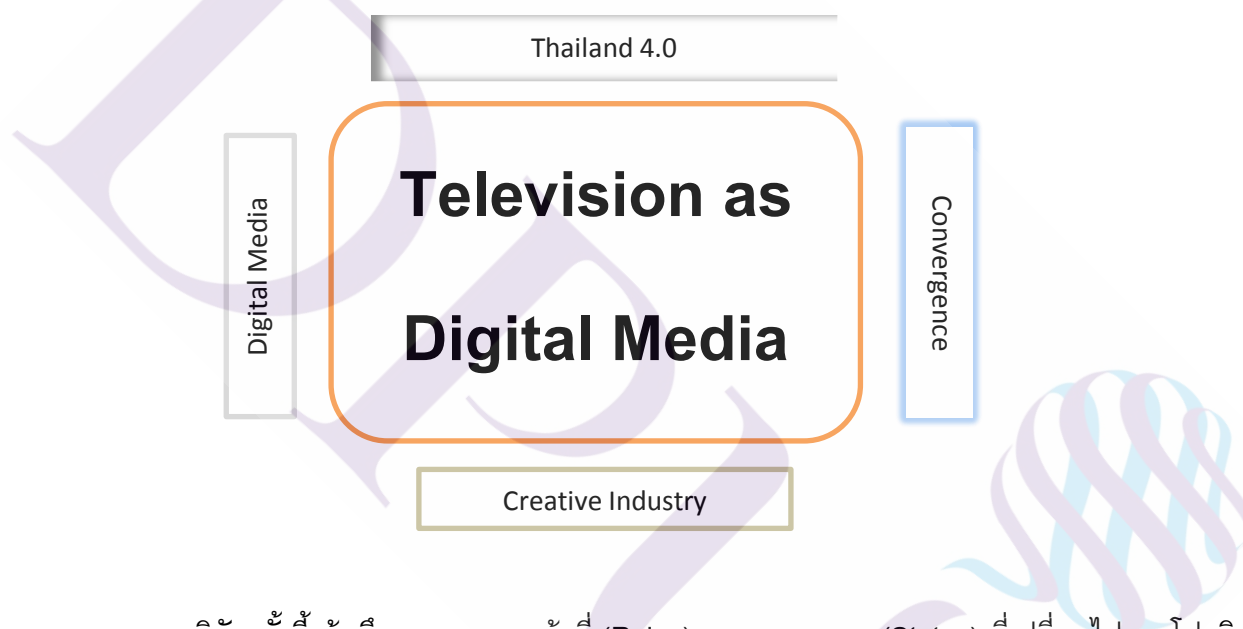 Thailand 4.0
Digital Media
Television as
Digital Media
Convergence
Creative Industry